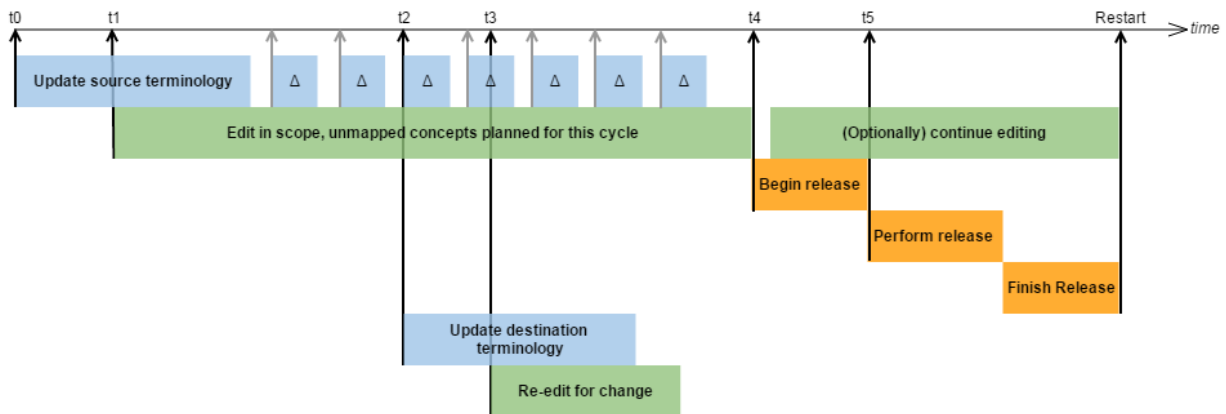 t0
t1
t2
t3
t4
t5
Restart
time
Update source terminology
Δ
Δ
Δ
Δ
Δ
Δ
Δ
Edit in scope, unmapped concepts planned for this cycle
(Optionally) continue editing
Begin release
Perform release
Finish Release
Update destination
terminology
Re-edit for change